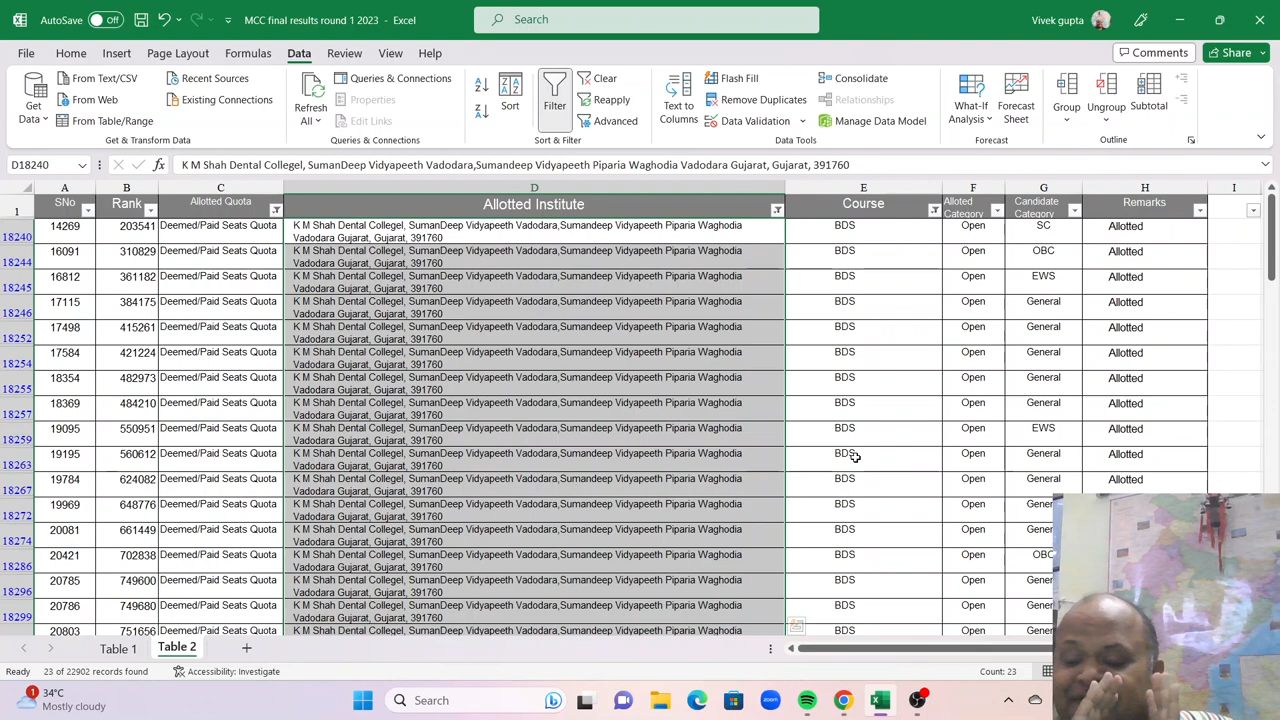 AutoSave Off MCC final results round 1 2023 - Excel Search Vivek gupta
File Home Insert Page Layout Formulas Data Review View Help Comments Share
Get Data From Text/CSV From Web From Table/Range Recent Sources Existing Connections
Get & Transform Data
Refresh All Queries & Connections Properties Edit Links
Queries & Connections
Sort Filter Clear Reapply Advanced
Sort & Filter
Text to Columns Flash Fill Remove Duplicates Data Validation Consolidate Relationships Manage Data Model
Data Tools
What-If Analysis Forecast Sheet
Forecast
Group Ungroup Subtotal
Outline
D18240 fx K M Shah Dental Collegel, SumanDeep Vidyapeeth Vadodara,Sumandeep Vidyapeeth Piparia Waghodia Vadodara Gujarat, Gujarat, 391760
A B C D E F G H I
1 SNo Rank Allotted Quota Allotted Institute Course Alloted Category Candidate Category Remarks
18240 14269 203541 Deemed/Paid Seats Quota K M Shah Dental Collegel, SumanDeep Vidyapeeth Vadodara,Sumandeep Vidyapeeth Piparia Waghodia BDS Open SC Allotted
Vadodara Gujarat, Gujarat, 391760
18244 16091 310829 Deemed/Paid Seats Quota K M Shah Dental Collegel, SumanDeep Vidyapeeth Vadodara,Sumandeep Vidyapeeth Piparia Waghodia BDS Open OBC Allotted
Vadodara Gujarat, Gujarat, 391760
18245 16812 361182 Deemed/Paid Seats Quota K M Shah Dental Collegel, SumanDeep Vidyapeeth Vadodara,Sumandeep Vidyapeeth Piparia Waghodia BDS Open EWS Allotted
Vadodara Gujarat, Gujarat, 391760
18246 17115 384175 Deemed/Paid Seats Quota K M Shah Dental Collegel, SumanDeep Vidyapeeth Vadodara,Sumandeep Vidyapeeth Piparia Waghodia BDS Open General Allotted
Vadodara Gujarat, Gujarat, 391760
18252 17498 415261 Deemed/Paid Seats Quota K M Shah Dental Collegel, SumanDeep Vidyapeeth Vadodara,Sumandeep Vidyapeeth Piparia Waghodia BDS Open General Allotted
Vadodara Gujarat, Gujarat, 391760
18254 17584 421224 Deemed/Paid Seats Quota K M Shah Dental Collegel, SumanDeep Vidyapeeth Vadodara,Sumandeep Vidyapeeth Piparia Waghodia BDS Open General Allotted
Vadodara Gujarat, Gujarat, 391760
18255 18354 482973 Deemed/Paid Seats Quota K M Shah Dental Collegel, SumanDeep Vidyapeeth Vadodara,Sumandeep Vidyapeeth Piparia Waghodia BDS Open General Allotted
Vadodara Gujarat, Gujarat, 391760
18257 18369 484210 Deemed/Paid Seats Quota K M Shah Dental Collegel, SumanDeep Vidyapeeth Vadodara,Sumandeep Vidyapeeth Piparia Waghodia BDS Open General Allotted
Vadodara Gujarat, Gujarat, 391760
18259 19095 550951 Deemed/Paid Seats Quota K M Shah Dental Collegel, SumanDeep Vidyapeeth Vadodara,Sumandeep Vidyapeeth Piparia Waghodia BDS Open EWS Allotted
Vadodara Gujarat, Gujarat, 391760
18263 19195 560612 Deemed/Paid Seats Quota K M Shah Dental Collegel, SumanDeep Vidyapeeth Vadodara,Sumandeep Vidyapeeth Piparia Waghodia BDS Open General Allotted
Vadodara Gujarat, Gujarat, 391760
18267 19784 624082 Deemed/Paid Seats Quota K M Shah Dental Collegel, SumanDeep Vidyapeeth Vadodara,Sumandeep Vidyapeeth Piparia Waghodia BDS Open General Allotted
Vadodara Gujarat, Gujarat, 391760
18272 19969 648776 Deemed/Paid Seats Quota K M Shah Dental Collegel, SumanDeep Vidyapeeth Vadodara,Sumandeep Vidyapeeth Piparia Waghodia BDS Open
Vadodara Gujarat, Gujarat, 391760
18274 20081 661449 Deemed/Paid Seats Quota K M Shah Dental Collegel, SumanDeep Vidyapeeth Vadodara,Sumandeep Vidyapeeth Piparia Waghodia BDS Open
Vadodara Gujarat, Gujarat, 391760
18286 20421 702838 Deemed/Paid Seats Quota K M Shah Dental Collegel, SumanDeep Vidyapeeth Vadodara,Sumandeep Vidyapeeth Piparia Waghodia BDS Open
Vadodara Gujarat, Gujarat, 391760
18296 20785 749600 Deemed/Paid Seats Quota K M Shah Dental Collegel, SumanDeep Vidyapeeth Vadodara,Sumandeep Vidyapeeth Piparia Waghodia BDS Open
Vadodara Gujarat, Gujarat, 391760
18299 20786 749680 Deemed/Paid Seats Quota K M Shah Dental Collegel, SumanDeep Vidyapeeth Vadodara,Sumandeep Vidyapeeth Piparia Waghodia BDS Open
Vadodara Gujarat, Gujarat, 391760
20803 751656 Deemed/Paid Seats Quota K M Shah Dental Collegel, SumanDeep Vidyapeeth Vadodara,Sumandeep Vidyapeeth Piparia Waghodia BDS Open
Table 1 Table 2
Ready 23 of 22902 records found Accessibility: Investigate Count: 23
1 34°C
Mostly cloudy
Search
zoom